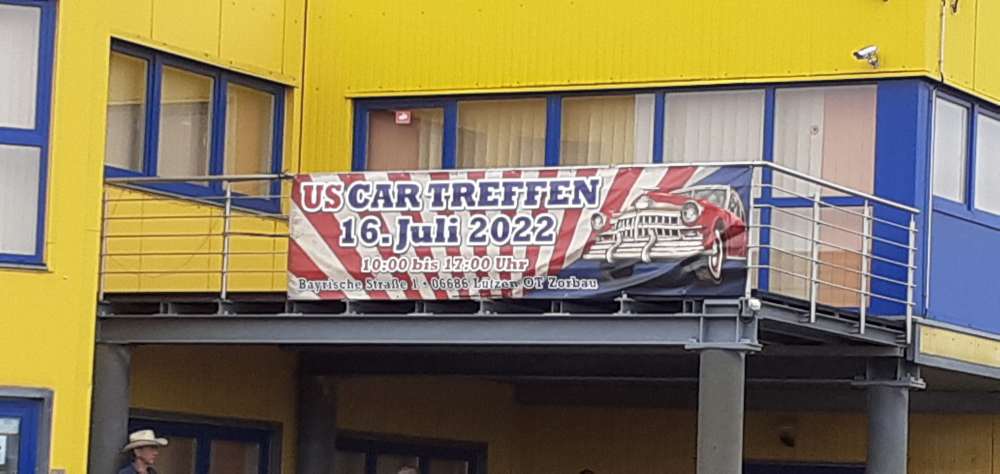 US CAR TREFFEN
16. Juli 2022
10:00 bis 17:00 Uhr
Bayrische Straße 1 • 06686 Lützen OT Zorbau